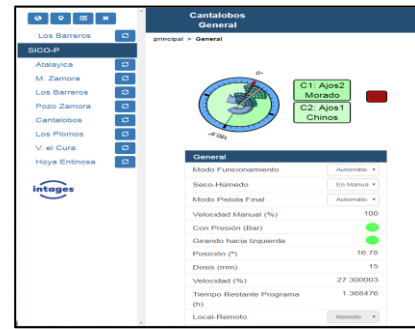 Los Barreros
SICO-P
Atalayica
M. Zamora
Los Barreros
Pozo Zamora
Cantalobos
Los Plomos
V. el Cura
Hoya Entinosa
intages
Cantalobos
General
principal > General
0º
180º
C1: Ajos2
Morado
C2: Ajos1
Chinos
General
Modo Funcionamiento Automátic
Seco-Húmedo En Manua
Modo Pistola Final Automátic
Velocidad Manual (%) 100
Con Presión (Bar)
Girando hacia Izquierda
Posición (º) 16.78
Dosis (mm) 15
Velocidad (%) 27.300003
Tiempo Restante Programa
(h) 1.368476
Local-Remoto Remoto